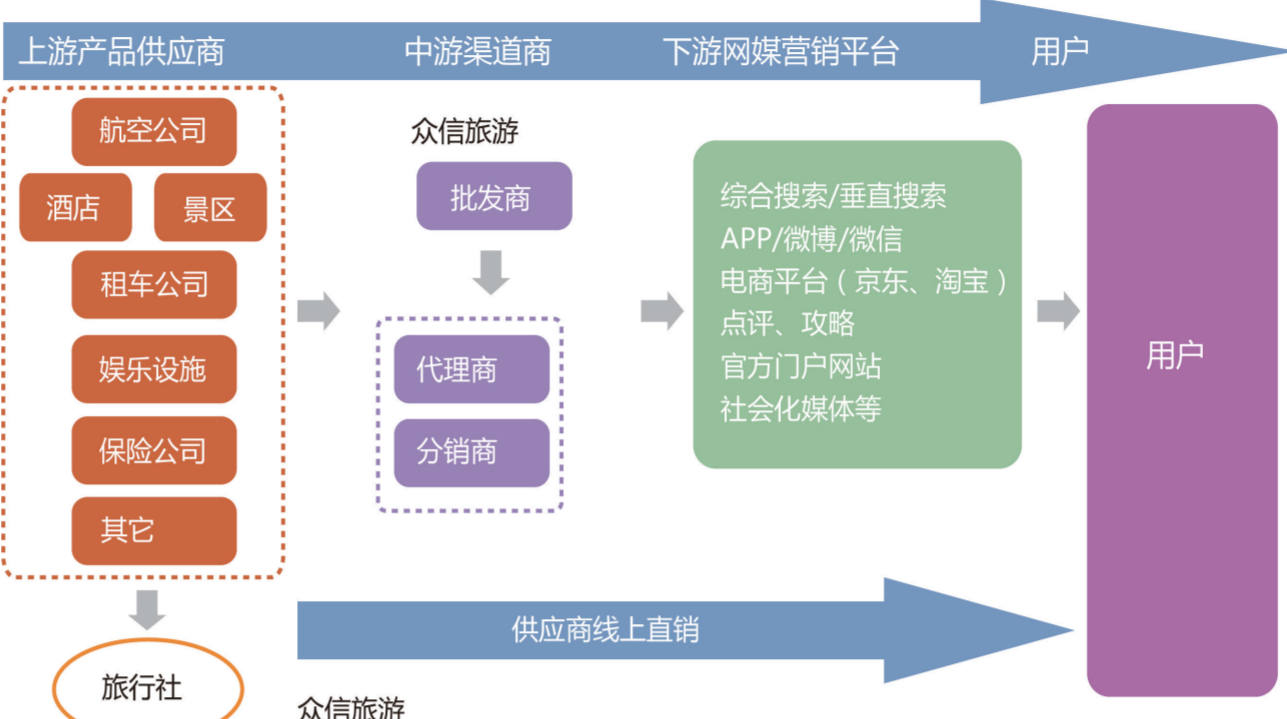 上游产品供应商
中游渠道商
下游网媒营销平台
用户
航空公司
酒店
景区
租车公司
娱乐设施
保险公司
其它
旅行社
众信旅游
批发商
代理商
分销商
综合搜索/垂直搜索
APP/微博/微信
电商平台（京东、淘宝）
点评、攻略
官方门户网站
社会化媒体等
用户
供应商线上直销
众信旅游